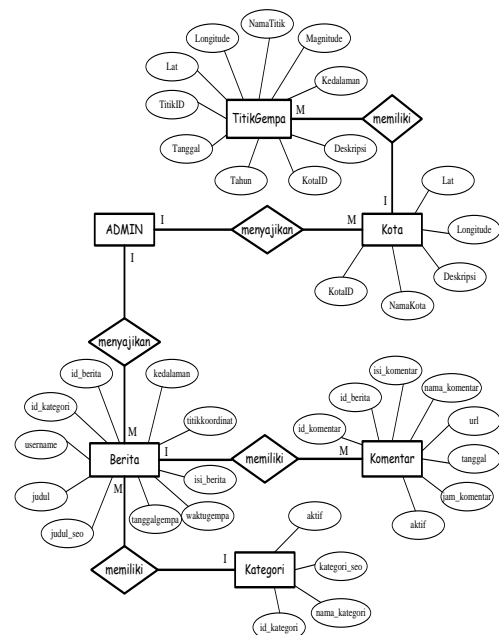 NamaTitik
Longitude
Magnitude
Lat
Kedalaman
TitikID
TitikGempa
M
memiliki
Tanggal
Deskripsi
Tahun
KotaID
I
Lat
ADMIN
I
menyajikan
M
Kota
Longitude
I
Deskripsi
KotaID
NamaKota
menyajikan
id_berita
kedalaman
isi_komentar
id_kategori
nama_komentar
id_berita
titikkoordinat
username
M
id_komentar
url
Berita
I
memiliki
M
Komentar
tanggal
judul
M
isi_berita
jam_komentar
judul_seo
tanggalgempa
waktugempa
aktif
aktif
memiliki
I
Kategori
kategori_seo
nama_kategori
id_kategori